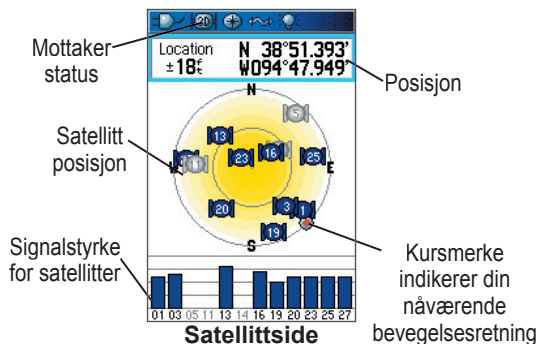 Mottaker
status
2D
Location
±18ft
N 38°51.393'
W094°47.949'
Posisjon
N
5
13
Satellitt
posisjon
16
23
11
25
W
E
20
3
1
19
S
Signalstyrke
for satellitter
Kursmerke
indikerer din
nåværende
bevegelsesretning
01 03 05 11 13 14 16 19 20 23 25 27
Satellittside